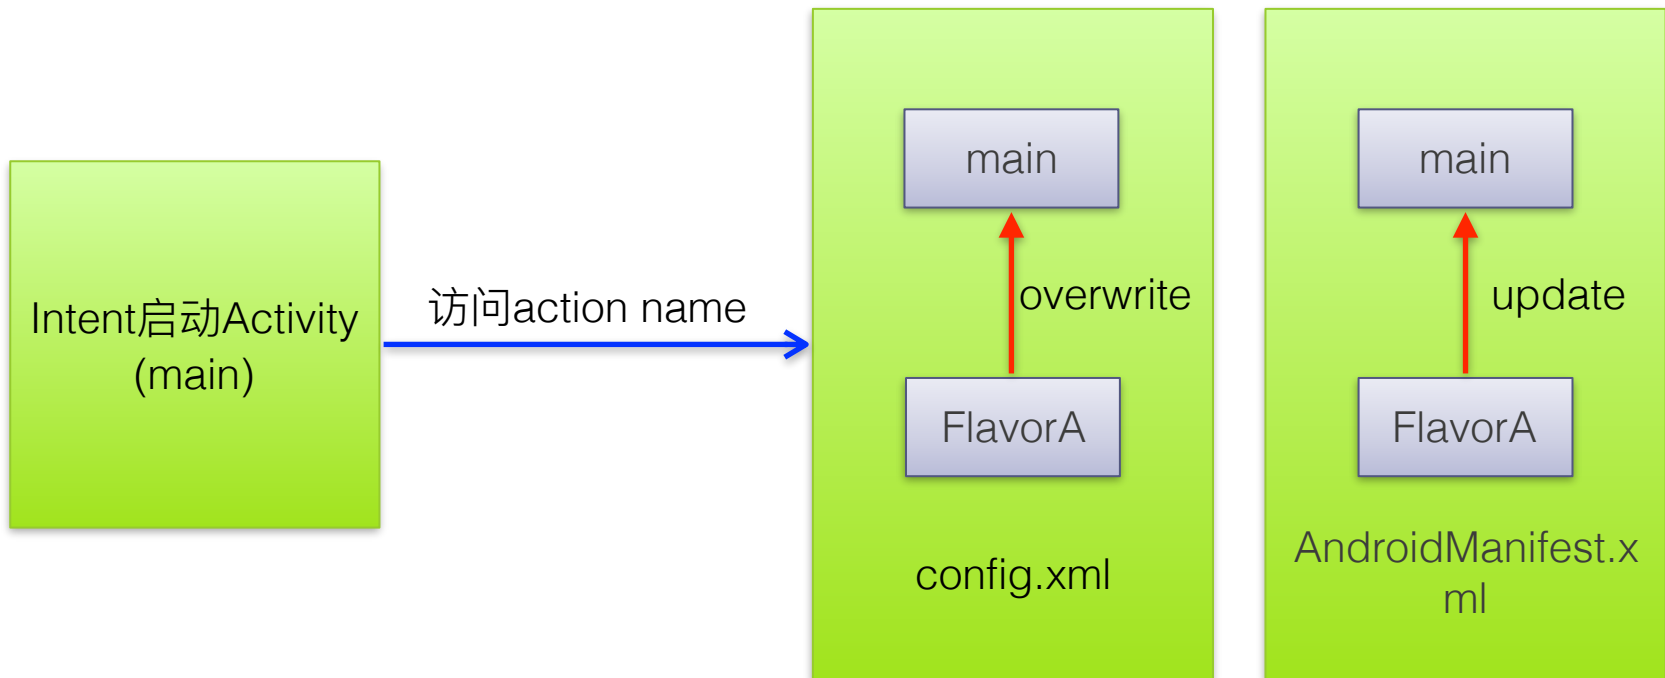 Intent启动Activity
(main)
访问action name
main
overwrite
FlavorA
config.xml
main
update
FlavorA
AndroidManifest.x
ml